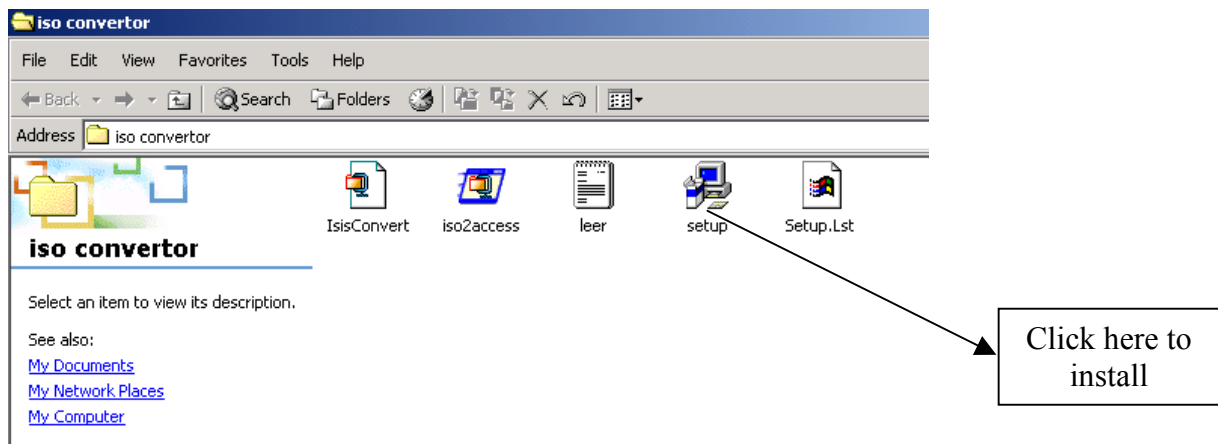 iso convertor
File Edit View Favorites Tools Help
Back Search Folders
Address iso convertor
IsisConvert iso2access leer setup Setup.Lst
iso convertor
Select an item to view its description.
See also:
My Documents
My Network Places
My Computer
Click here to
install